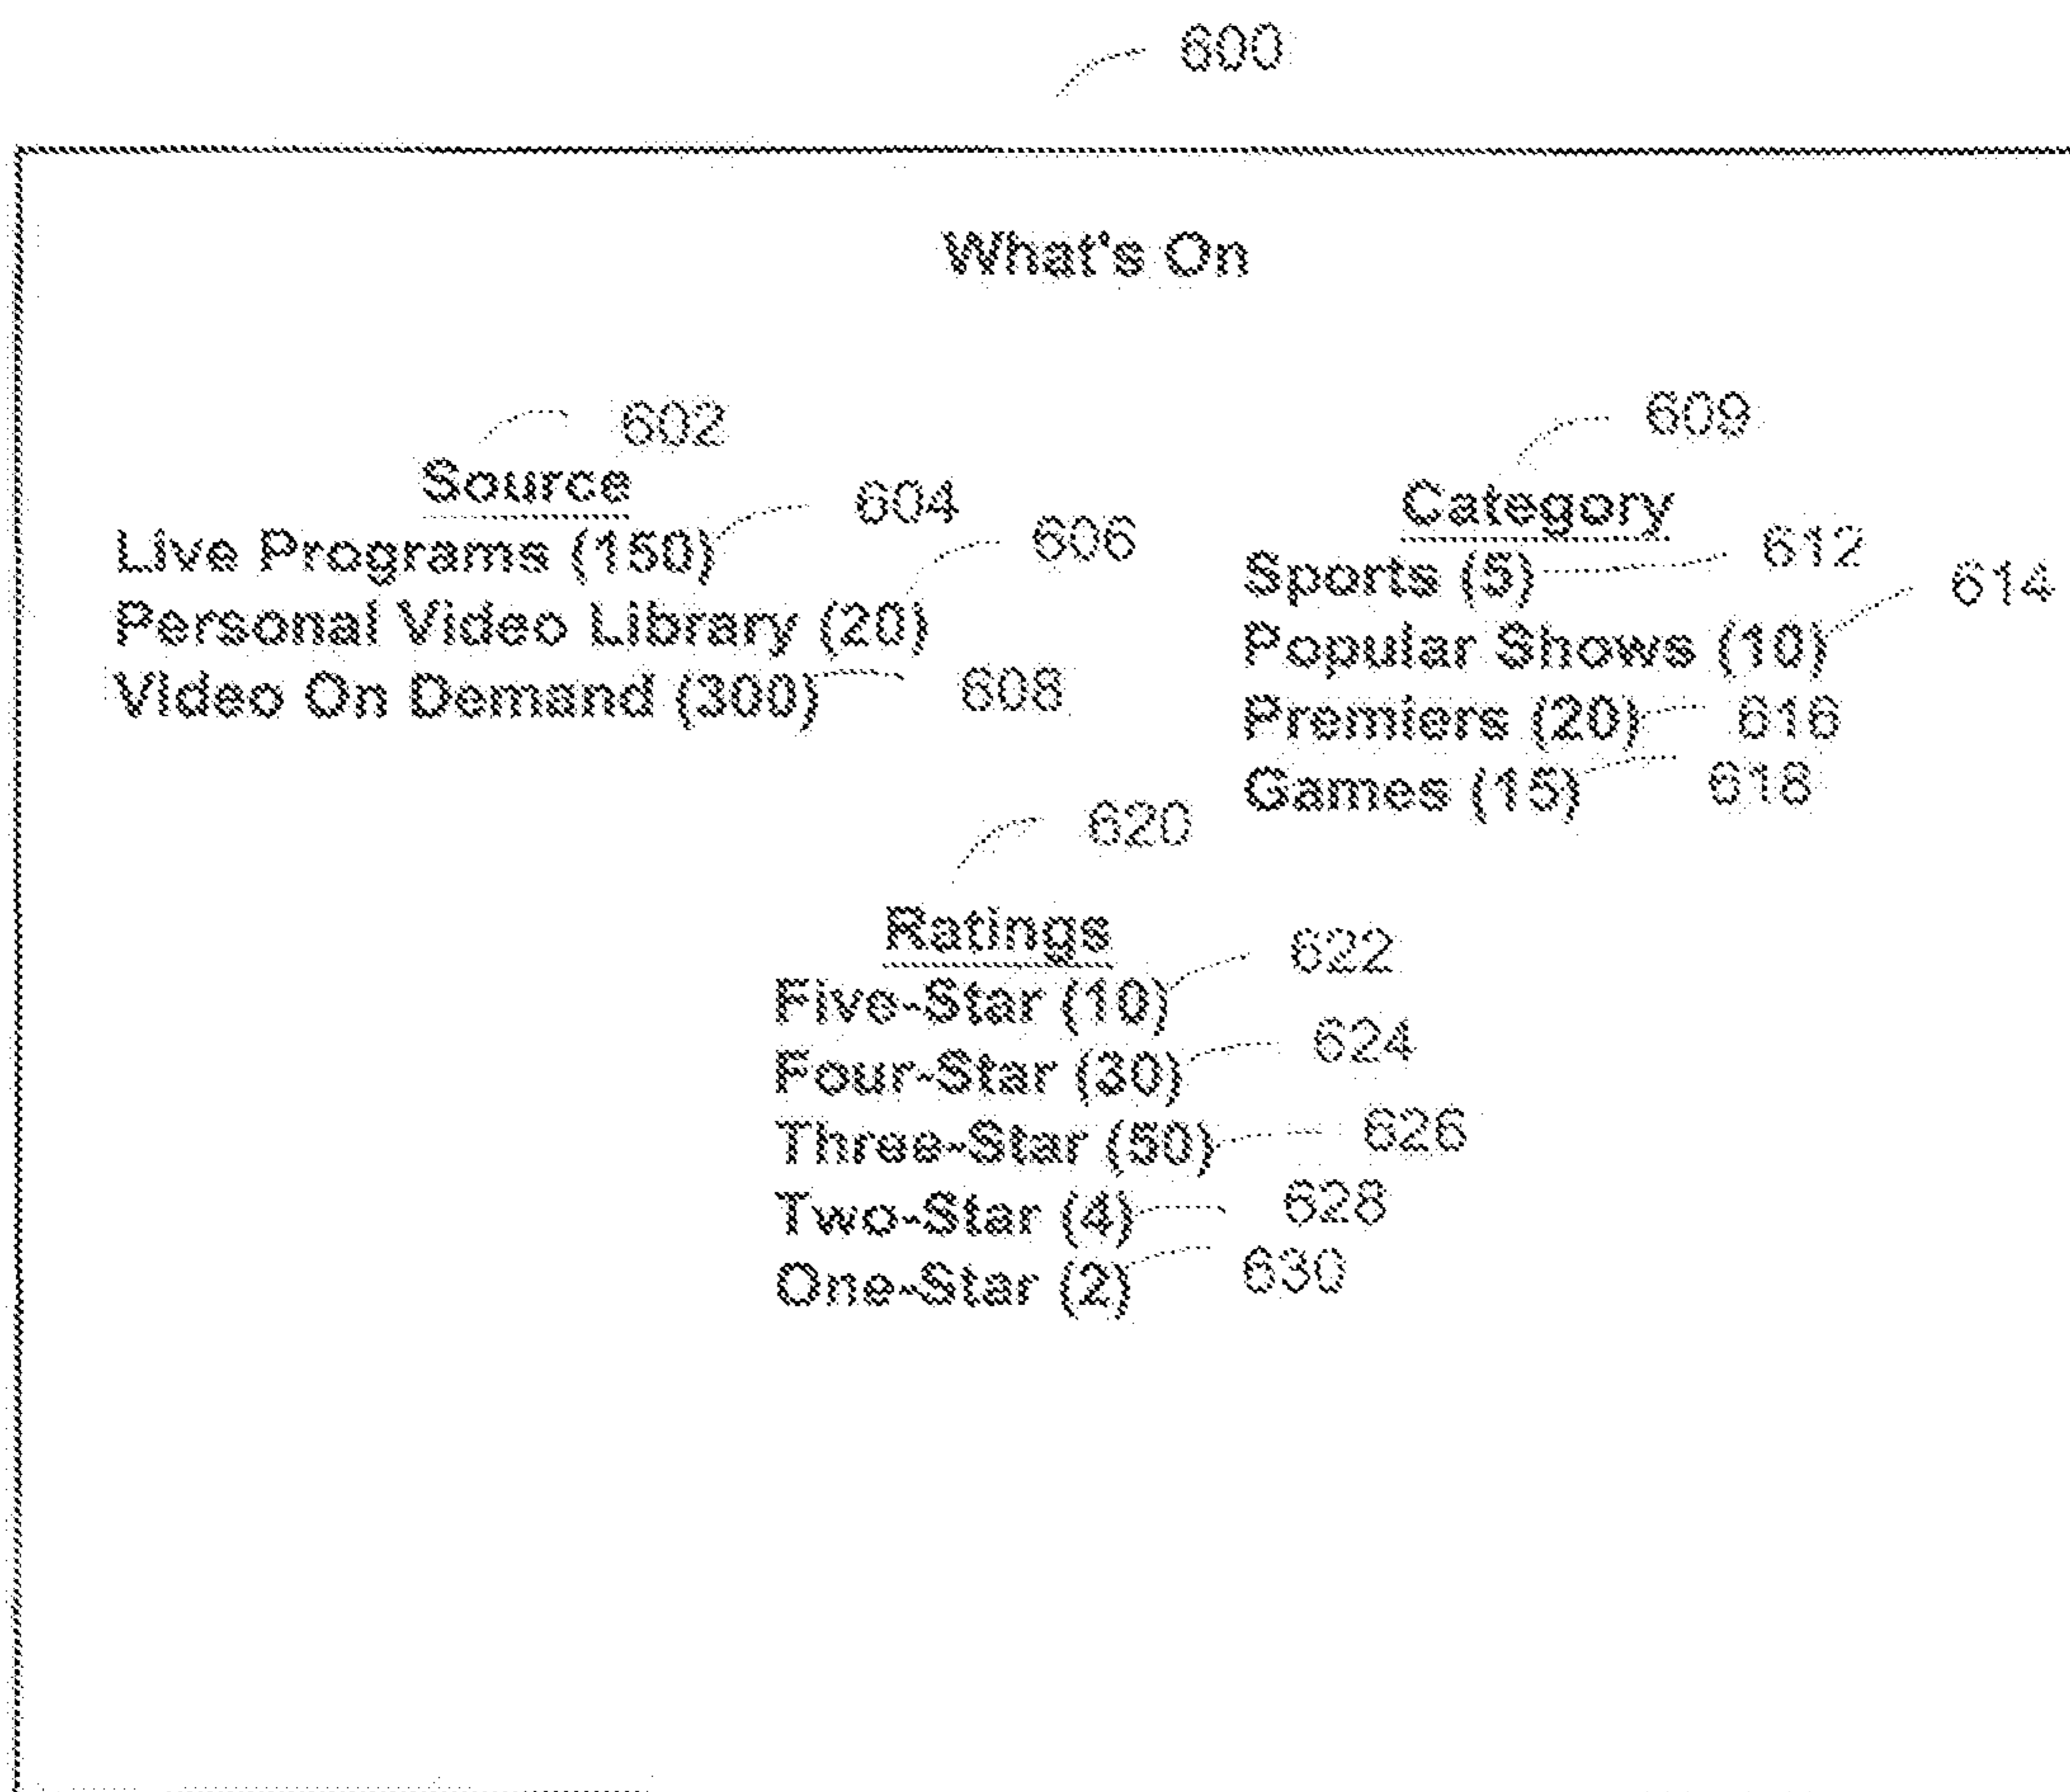 600
What's On
602
Source
Live Programs (150) 604
Personal Video Library (20) 606
Video On Demand (300) 608
609
Category
Sports (5) 612
Popular Shows (10) 614
Premiers (20) 616
Games (15) 618
620
Ratings
Five-Star (10) 622
Four-Star (30) 624
Three-Star (50) 626
Two-Star (4) 628
One-Star (2) 630